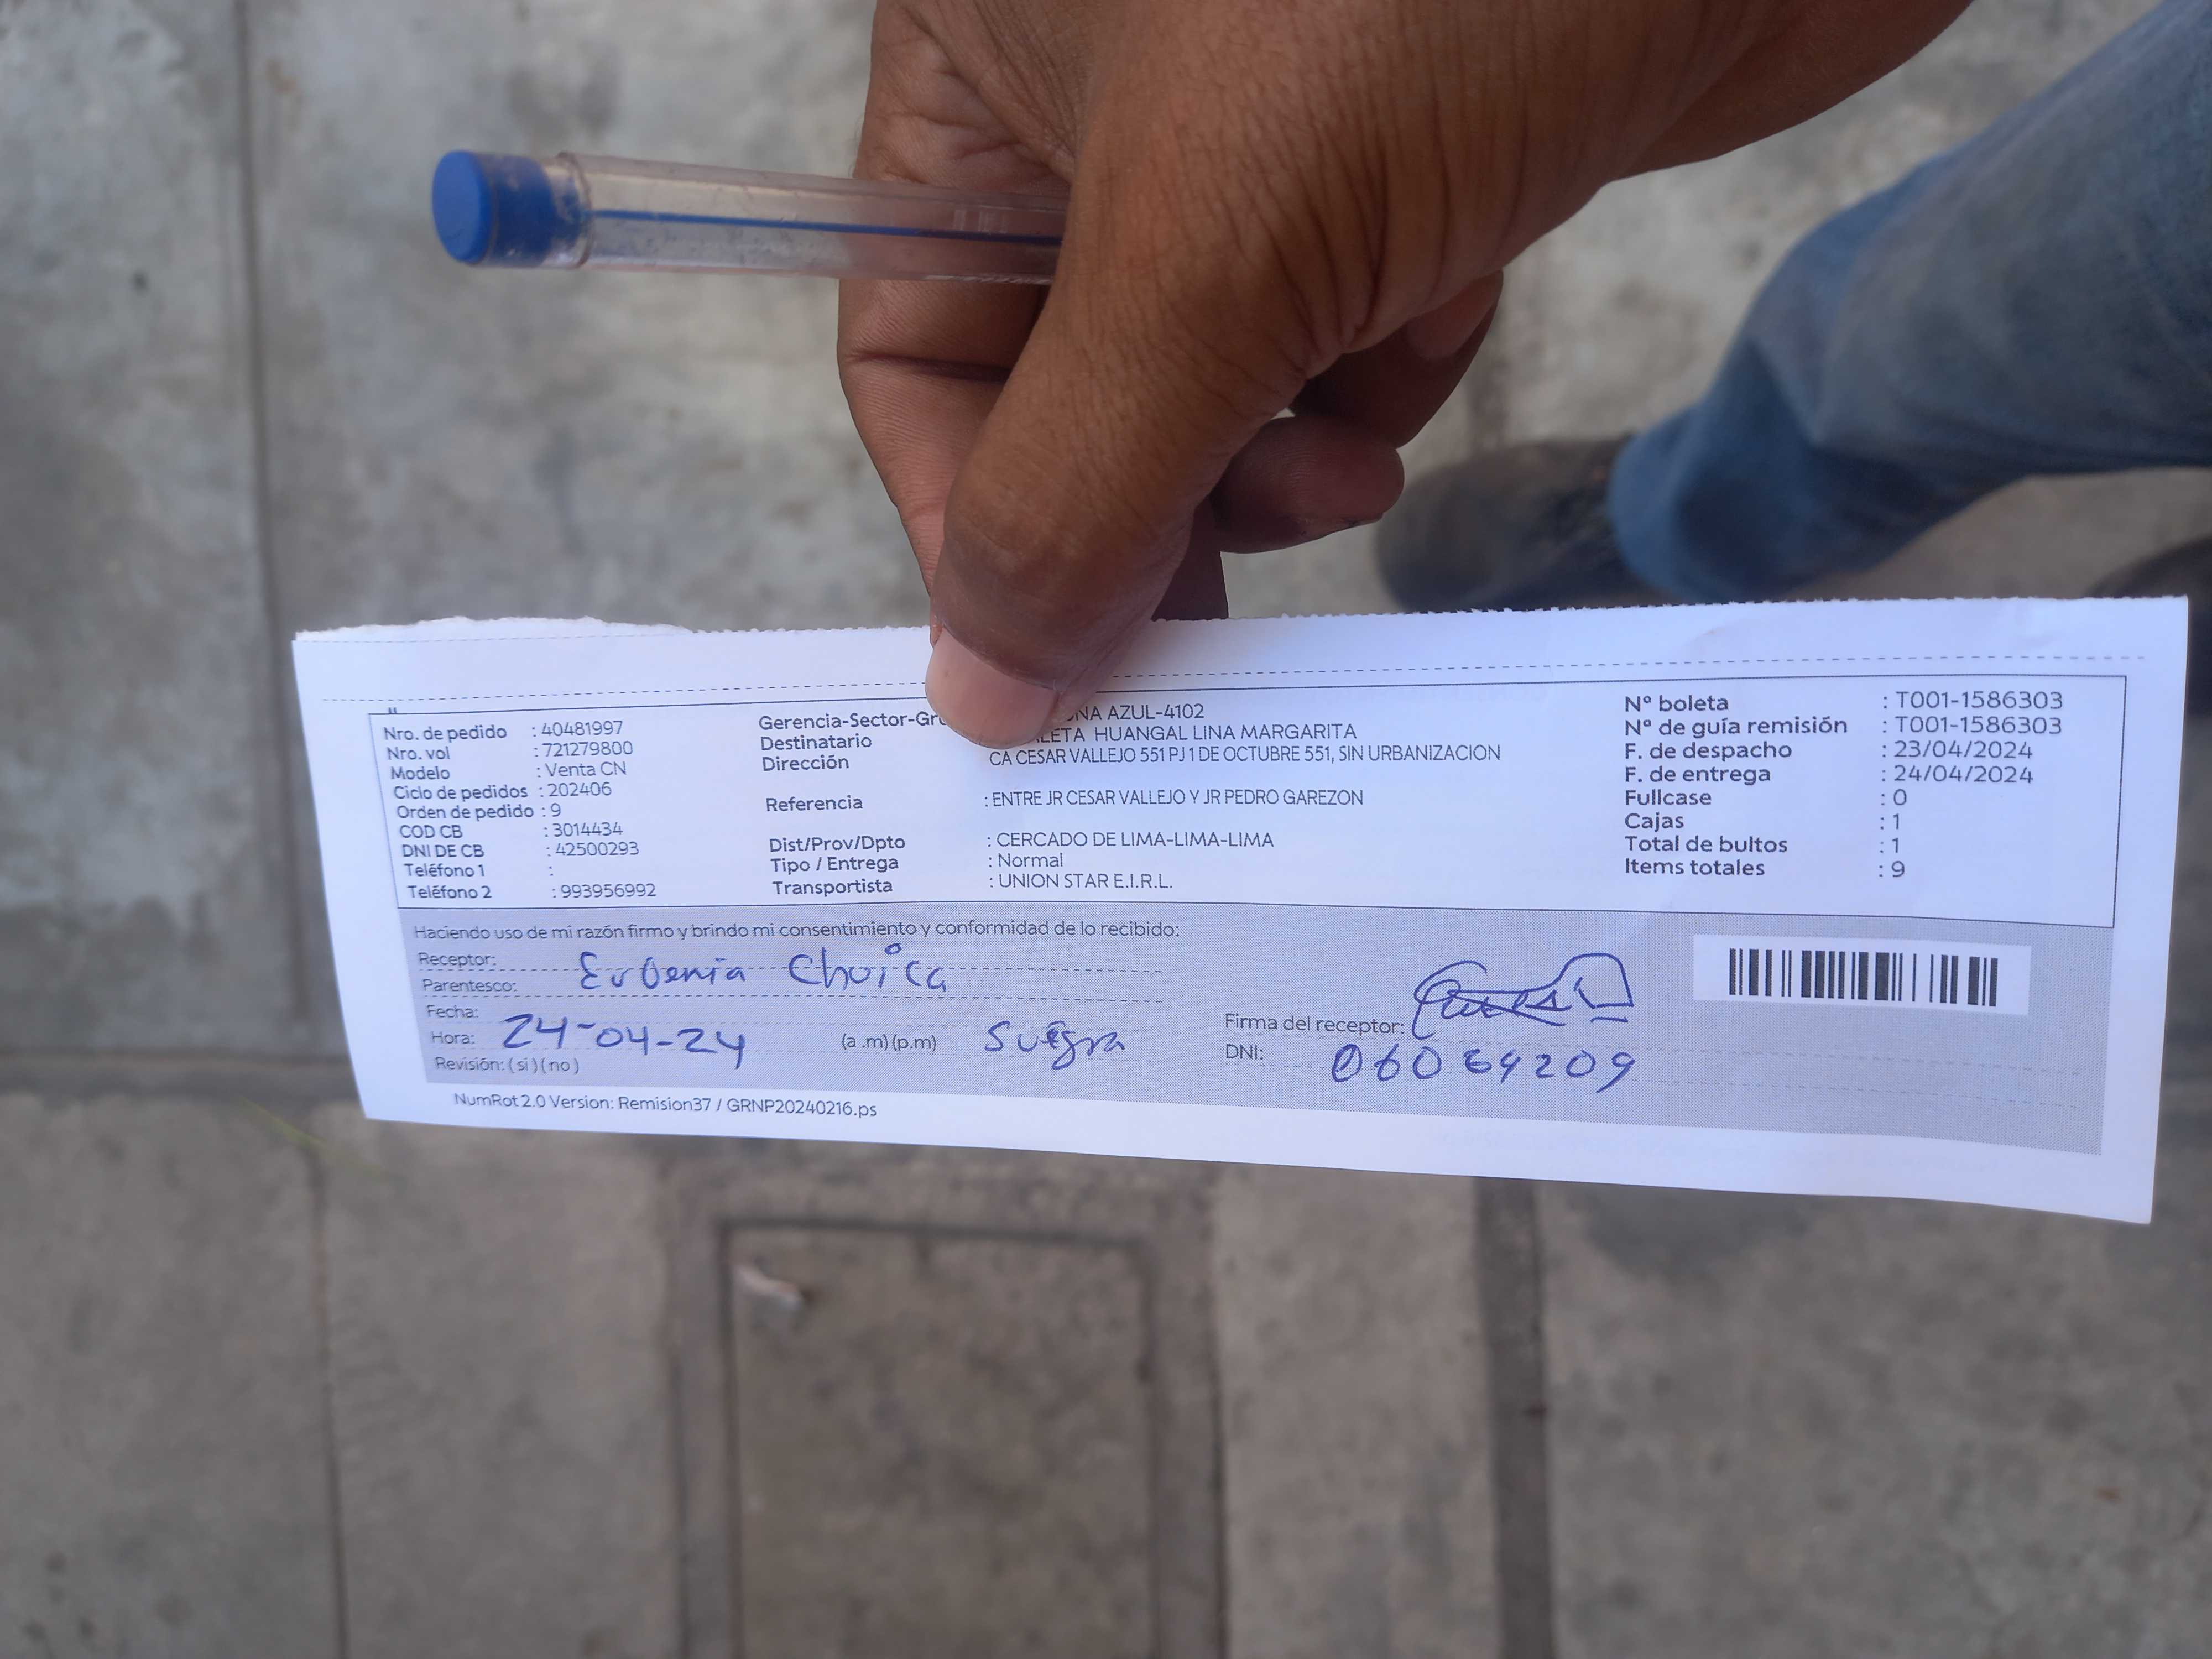 Nro. de pedido : 40481997
Nro. vol : 721279800
Modelo : Venta CN
Ciclo de pedidos : 202406
Orden de pedido : 9
COD CB : 3014434
DNI DE CB : 42500293
Teléfono 1 :
Teléfono 2 : 993956992
Gerencia-Sector- AZUL-4102
Destinatario HUANGAL LINA MARGARITA
Dirección CA CESAR VALLEJO 551 PJ 1 DE OCTUBRE 551, SIN URBANIZACION
Referencia : ENTRE JR CESAR VALLEJO Y JR PEDRO GAREZON
Dist/Prov/Dpto : CERCADO DE LIMA-LIMA-LIMA
Tipo / Entrega : Normal
Transportista : UNION STAR E.I.R.L.
Nº boleta : T001-1586303
Nº de guía remisión : T001-1586303
F. de despacho : 23/04/2024
F. de entrega : 24/04/2024
Fullcase : 0
Cajas : 1
Total de bultos : 1
Items totales : 9
Haciendo uso de mi razón firmo y brindo mi consentimiento y conformidad de lo recibido:
Receptor: Eugenia
Parentesco:
Fecha:
Hora: 24-04-24 (a .m) (p.m) Suegra
Revisión: ( si ) ( no )
Firma del receptor:
DNI:
NumRot 2.0 Version: Remision37 / GRNP20240216.ps